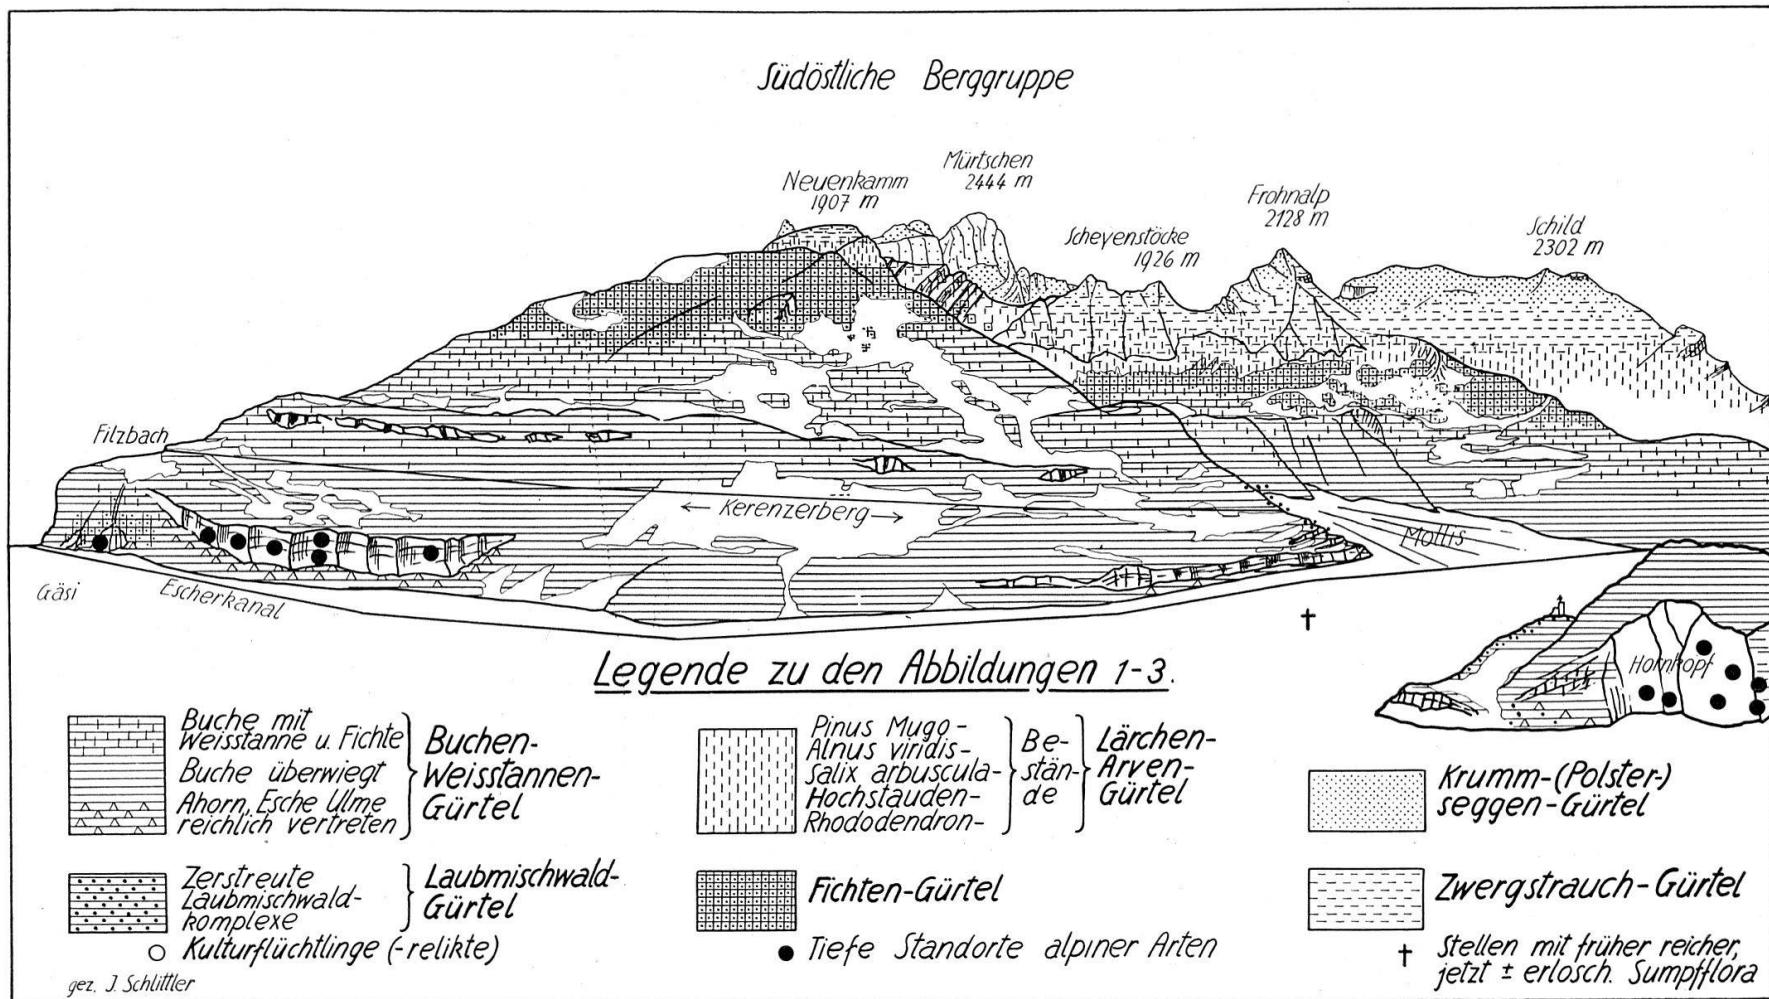 Südöstliche Berggruppe
Mürtschen
2444 m
Neuenkamm
1907 m
Frohnalp
2128 m
Scheyenstöcke
1926 m
Schild
2302 m
Filzbach
← Kerenzerberg →
Mollis
Gäsi
Escherkanal
†
Hornkopf
Legende zu den Abbildungen 1-3.
Buche mit
Weisstanne u. Fichte
Buche überwiegt
Ahorn, Esche Ulme
reichlich vertreten
Buchen-
Weisstannen-
Gürtel
Pinus Mugo-
Alnus viridis-
Salix arbuscula-
Hochstauden-
Rhododendron-
Be-
stän-
de
Lärchen-
Arven-
Gürtel
Krumm-(Polster-)
seggen-Gürtel
Zerstreute
Laubmischwald-
komplexe
Laubmischwald-
Gürtel
Fichten-Gürtel
Zwergstrauch-Gürtel
○ Kulturflüchtlinge (-relikte)
● Tiefe Standorte alpiner Arten
† Stellen mit früher reicher,
jetzt ± erlosch. Sumpfflora
gez. J. Schlittler